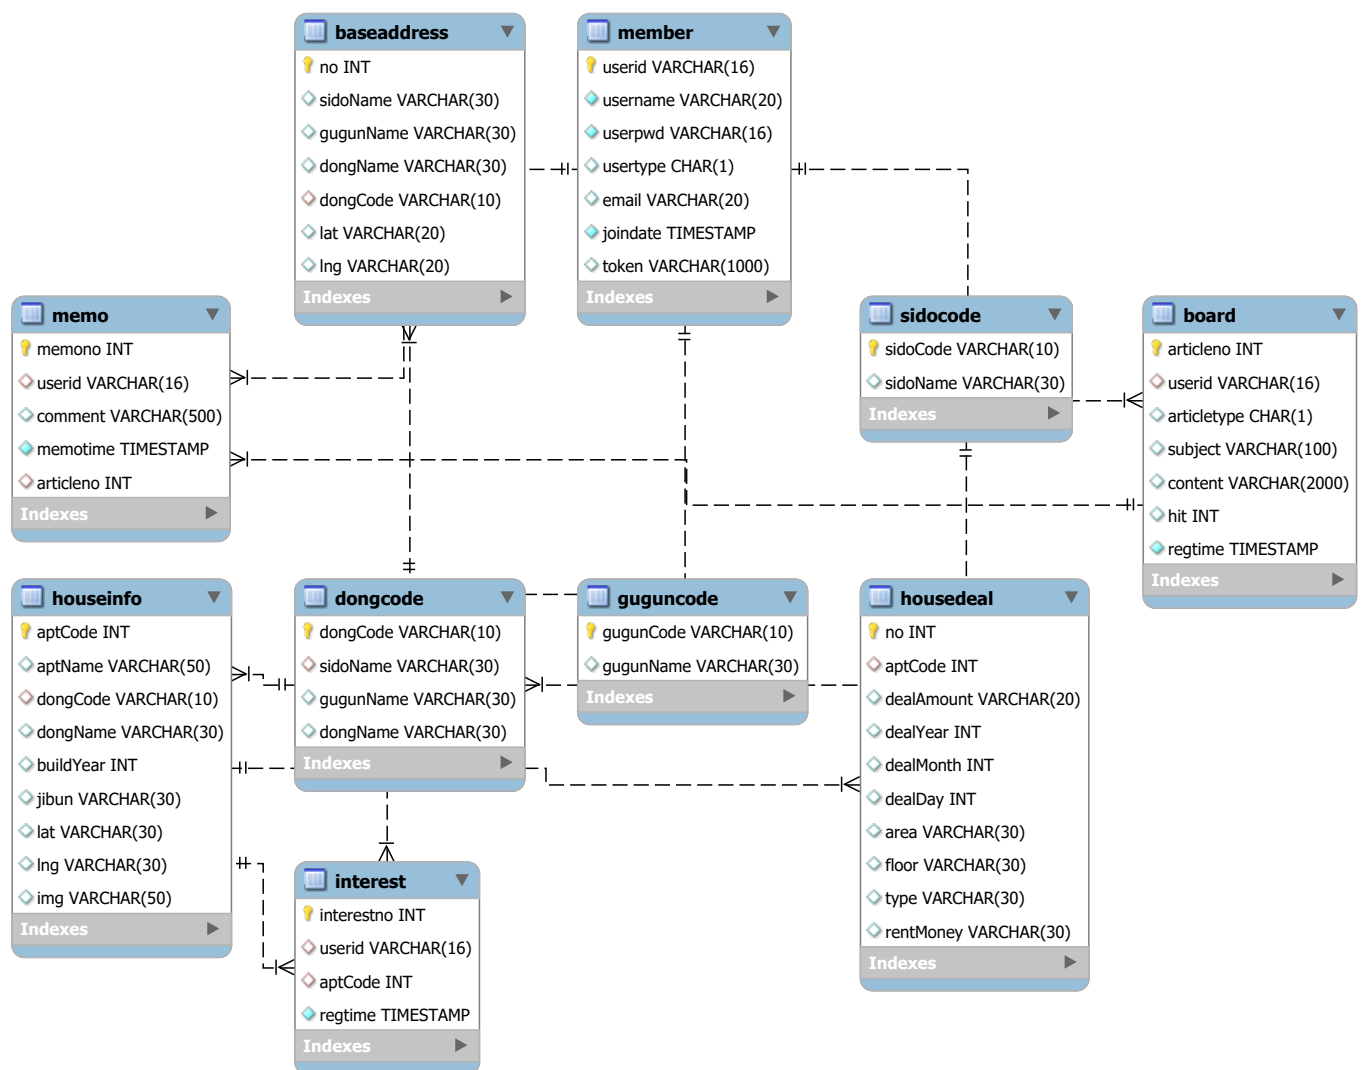 baseaddress
no INT
sidoName VARCHAR(30)
gugunName VARCHAR(30)
dongName VARCHAR(30)
dongCode VARCHAR(10)
lat VARCHAR(20)
lng VARCHAR(20)
Indexes
member
userid VARCHAR(16)
username VARCHAR(20)
userpwd VARCHAR(16)
usertype CHAR(1)
email VARCHAR(20)
joindate TIMESTAMP
token VARCHAR(1000)
Indexes
memo
memono INT
userid VARCHAR(16)
comment VARCHAR(500)
memotime TIMESTAMP
articleno INT
Indexes
sidocode
sidoCode VARCHAR(10)
sidoName VARCHAR(30)
Indexes
board
articleno INT
userid VARCHAR(16)
articletype CHAR(1)
subject VARCHAR(100)
content VARCHAR(2000)
hit INT
regtime TIMESTAMP
Indexes
houseinfo
aptCode INT
aptName VARCHAR(50)
dongCode VARCHAR(10)
dongName VARCHAR(30)
buildYear INT
jibun VARCHAR(30)
lat VARCHAR(30)
lng VARCHAR(30)
img VARCHAR(50)
Indexes
dongcode
dongCode VARCHAR(10)
sidoName VARCHAR(30)
gugunName VARCHAR(30)
dongName VARCHAR(30)
Indexes
guguncode
gugunCode VARCHAR(10)
gugunName VARCHAR(30)
Indexes
housedeal
no INT
aptCode INT
dealAmount VARCHAR(20)
dealYear INT
dealMonth INT
dealDay INT
area VARCHAR(30)
floor VARCHAR(30)
type VARCHAR(30)
rentMoney VARCHAR(30)
Indexes
interest
interestno INT
userid VARCHAR(16)
aptCode INT
regtime TIMESTAMP
Indexes